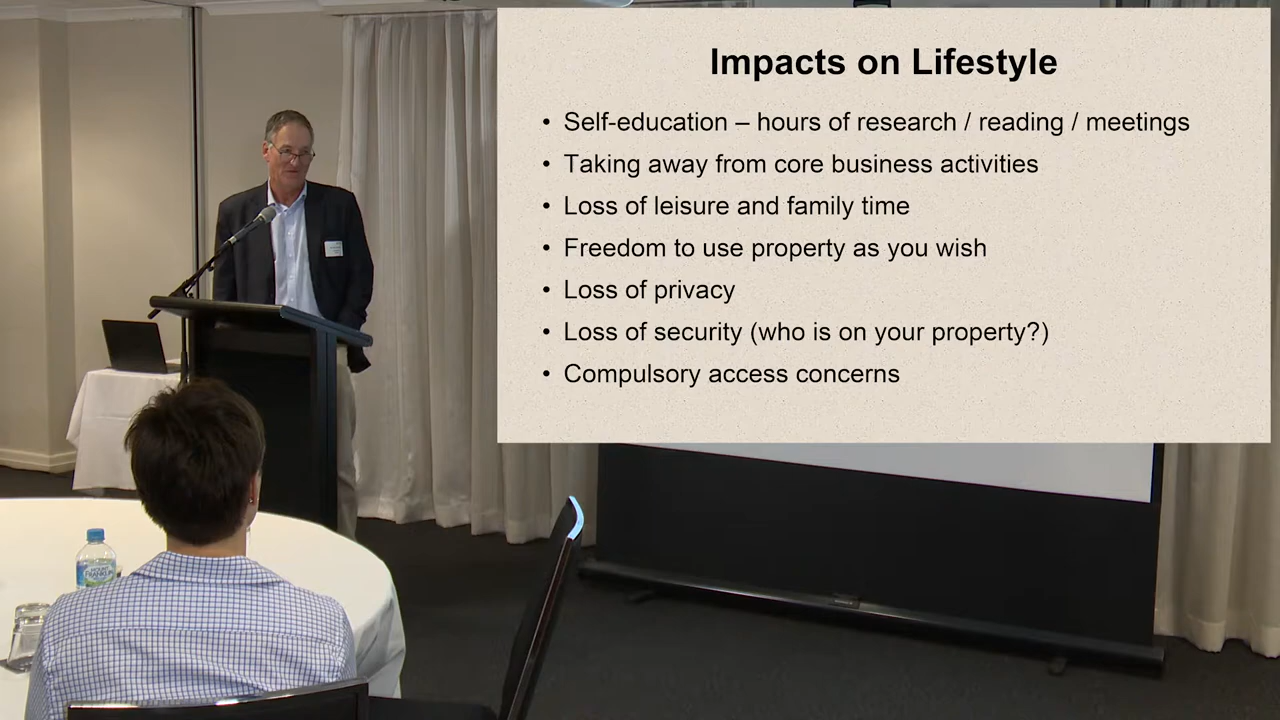 Impacts on Lifestyle
• Self-education – hours of research / reading / meetings
• Taking away from core business activities
• Loss of leisure and family time
• Freedom to use property as you wish
• Loss of privacy
• Loss of security (who is on your property?)
• Compulsory access concerns
MOUNT
FRANKLIN